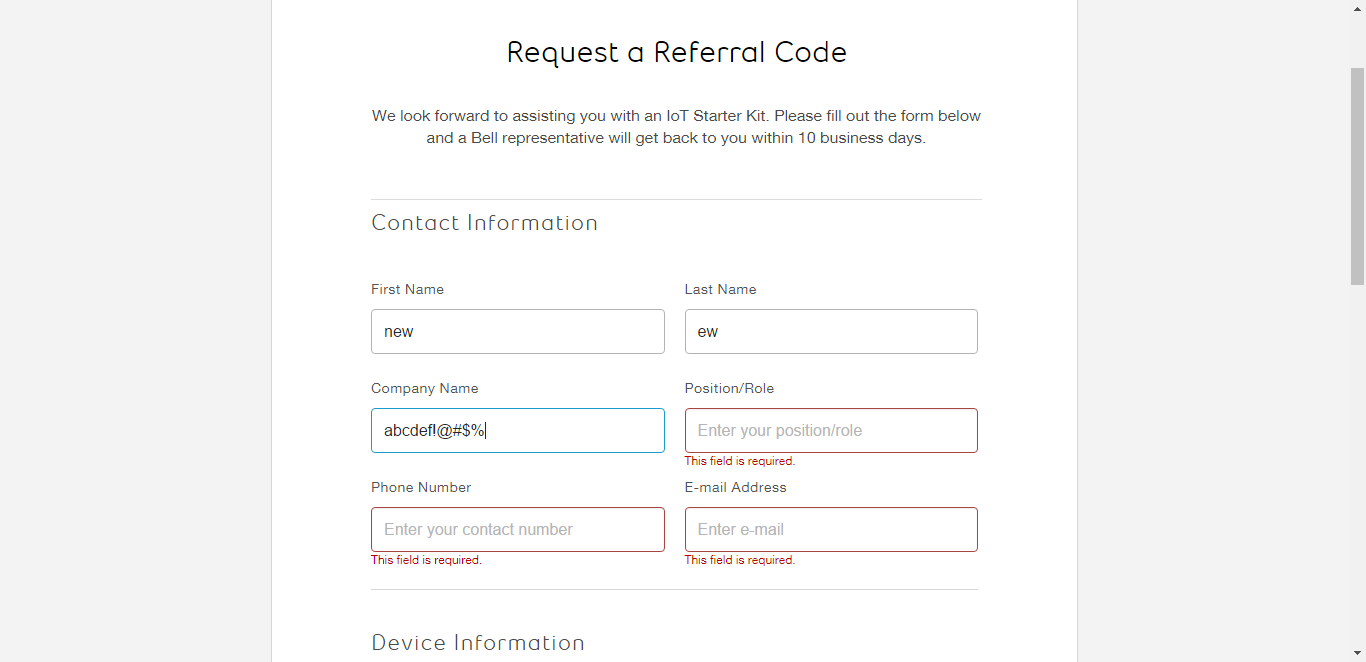 Request a Referral Code
We look forward to assisting you with an IoT Starter Kit. Please fill out the form below
and a Bell representative will get back to you within 10 business days.
Contact Information
First Name
Last Name
new
ew
Company Name
Position/Role
abcdef!@#$%
Enter your position/role
This field is required.
Phone Number
E-mail Address
Enter your contact number
Enter e-mail
This field is required.
This field is required.
Device Information